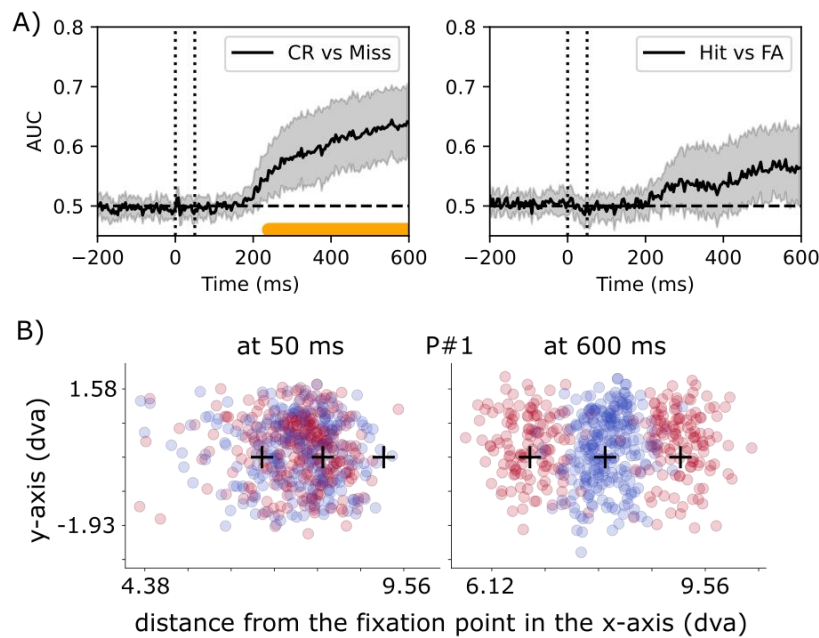 A)
0.8
0.7
0.6
0.5
AUC
CR vs Miss
−200 0 200 400 600
Time (ms)
0.8
0.7
0.6
0.5
Hit vs FA
−200 0 200 400 600
Time (ms)
B)
at 50 ms P#1 at 600 ms
1.58
-1.93
y-axis (dva)
4.38 9.56 6.12 9.56
distance from the fixation point in the x-axis (dva)